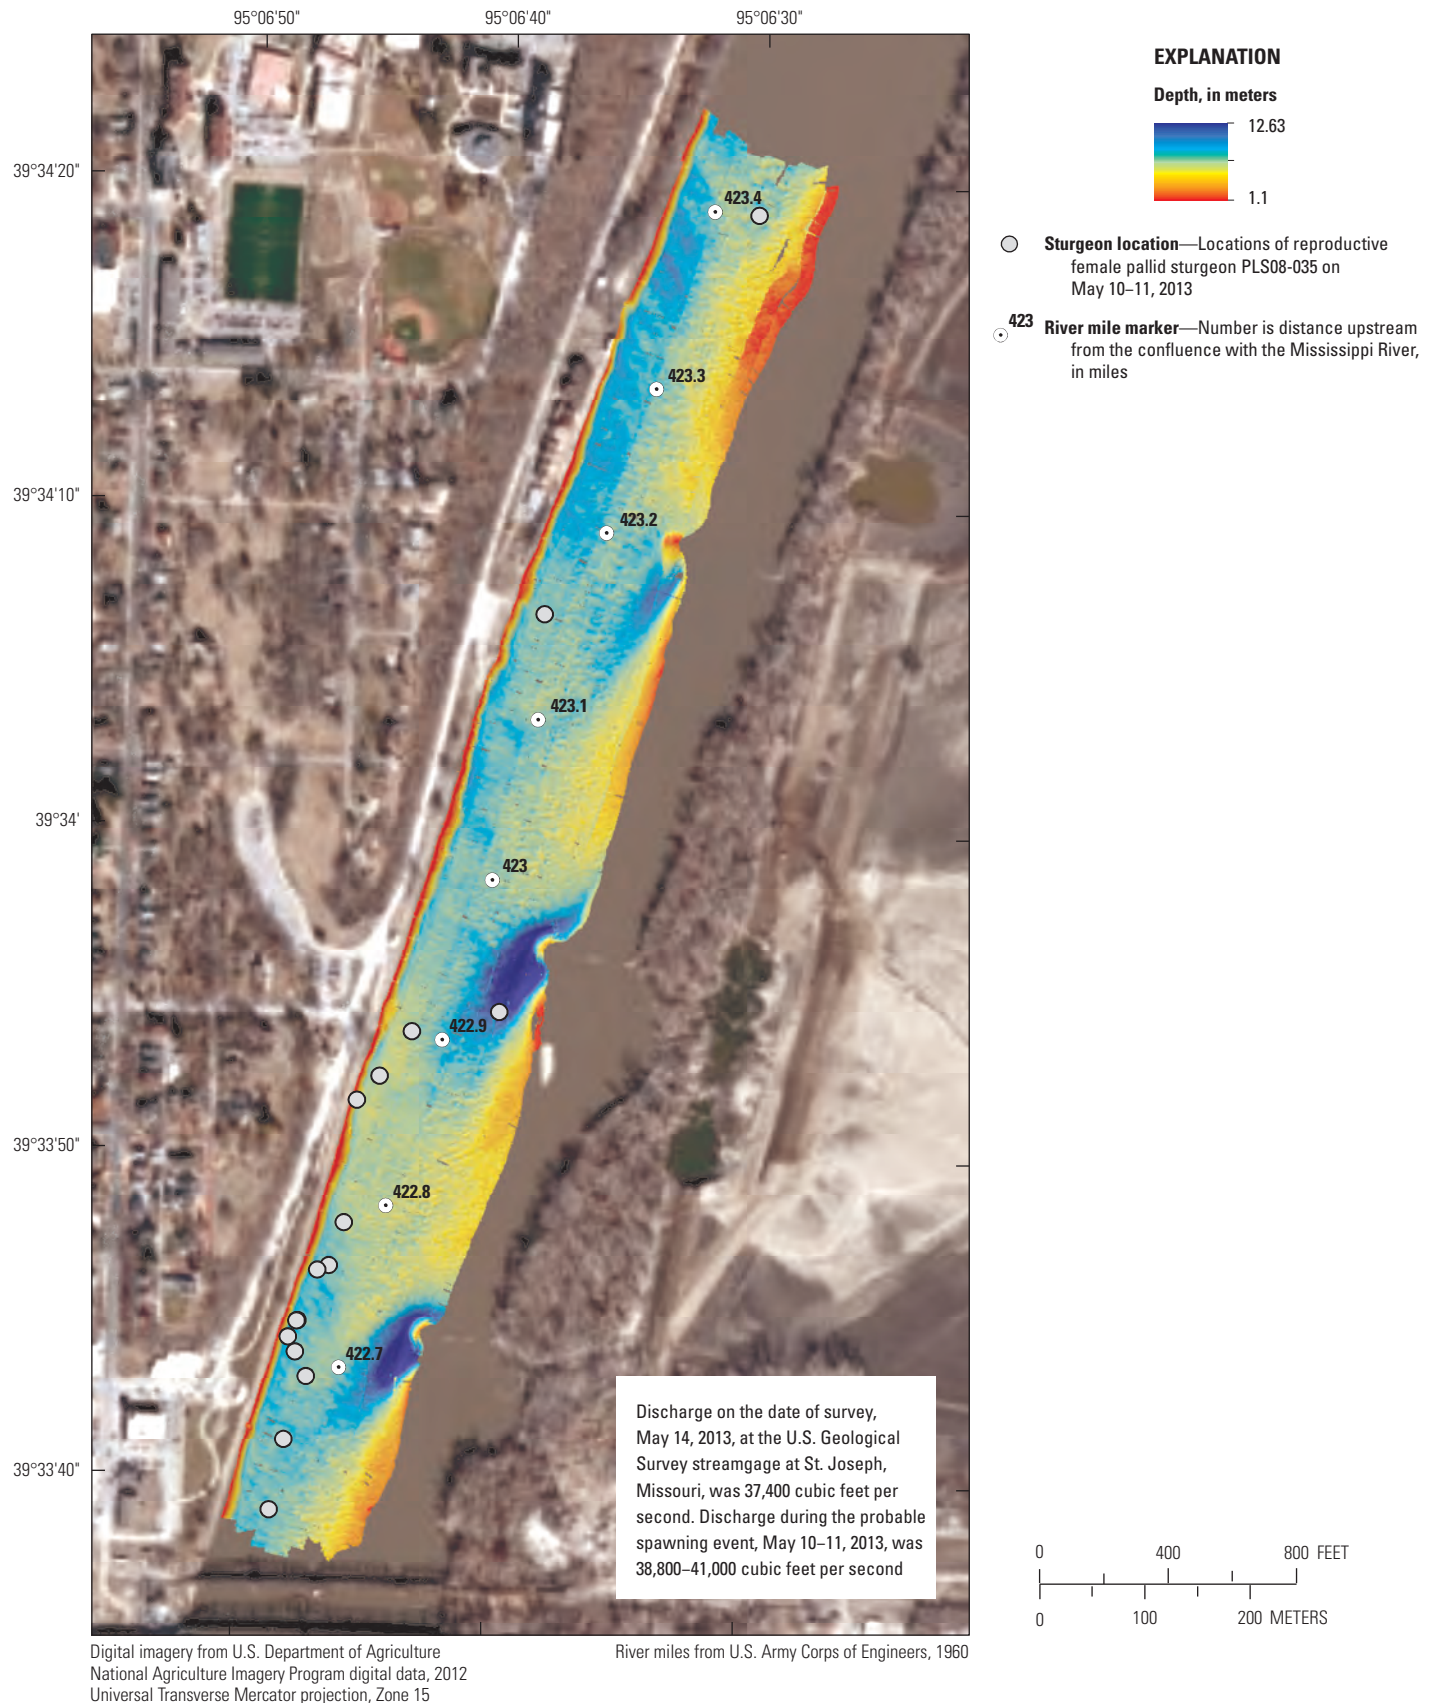 95°06'50"
95°06'40"
95°06'30"
39°34'20"
39°34'10"
39°34'
39°33'50"
39°33'40"
423.4
423.3
423.2
423.1
423
422.9
422.8
422.7
EXPLANATION
Depth, in meters
12.63
1.1
Sturgeon location—Locations of reproductive
female pallid sturgeon PLS08-035 on
May 10–11, 2013
423
River mile marker—Number is distance upstream
from the confluence with the Mississippi River,
in miles
Discharge on the date of survey,
May 14, 2013, at the U.S. Geological
Survey streamgage at St. Joseph,
Missouri, was 37,400 cubic feet per
second. Discharge during the probable
spawning event, May 10–11, 2013, was
38,800–41,000 cubic feet per second
0 400 800 FEET
0 100 200 METERS
Digital imagery from U.S. Department of Agriculture
National Agriculture Imagery Program digital data, 2012
Universal Transverse Mercator projection, Zone 15
River miles from U.S. Army Corps of Engineers, 1960